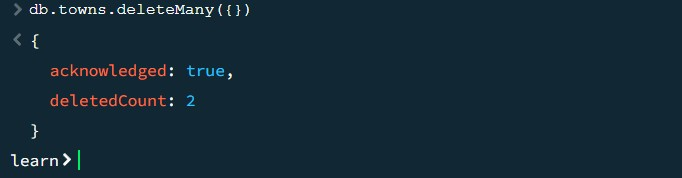 > db.towns.deleteMany({})
< {
acknowledged: true,
deletedCount: 2
}
learn>